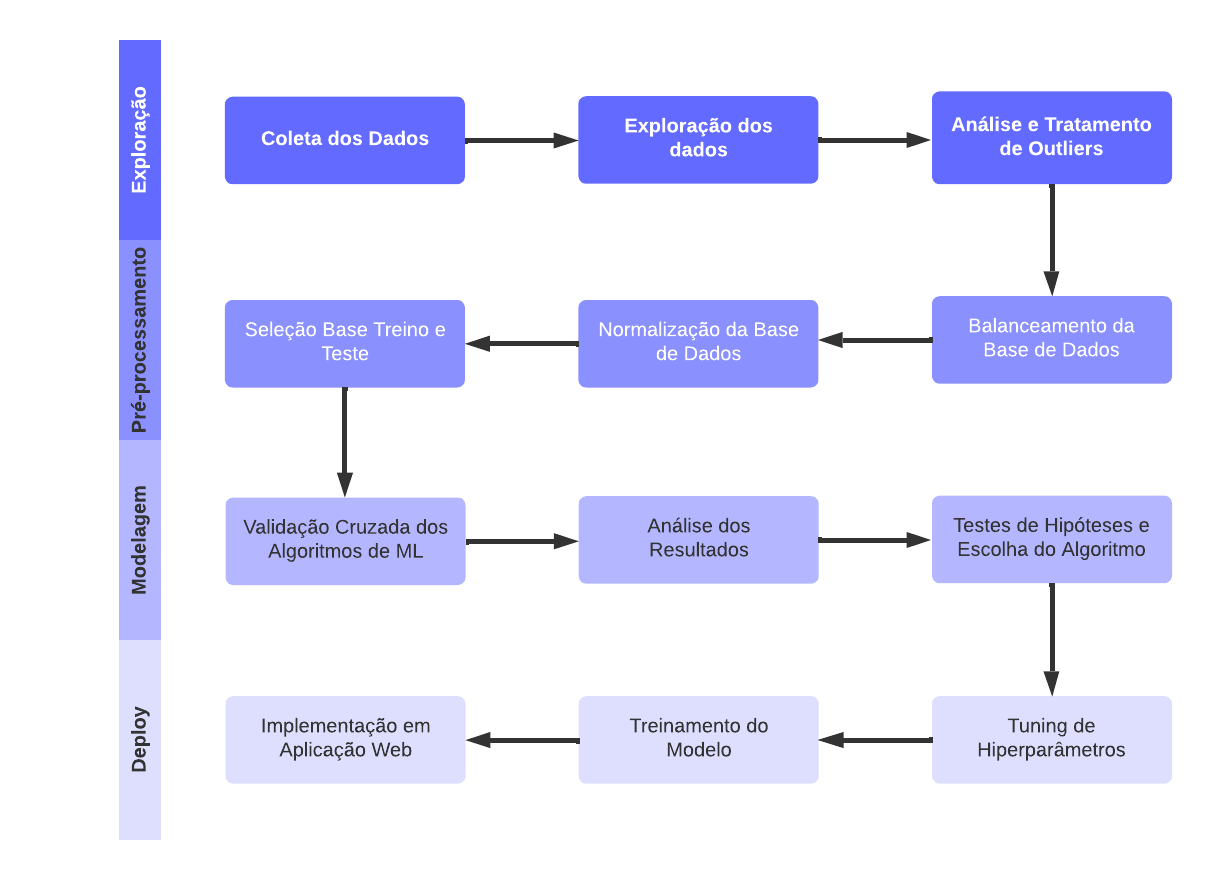 Exploração
Coleta dos Dados
Exploração dos
dados
Análise e Tratamento
de Outliers
Pré-processamento
Seleção Base Treino e
Teste
Normalização da Base
de Dados
Balanceamento da
Base de Dados
Modelagem
Validação Cruzada dos
Algoritmos de ML
Análise dos
Resultados
Testes de Hipóteses e
Escolha do Algoritmo
Deploy
Implementação em
Aplicação Web
Treinamento do
Modelo
Tuning de
Hiperparâmetros